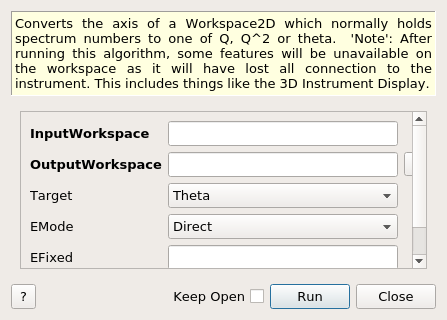 Converts the axis of a Workspace2D which normally holds
spectrum numbers to one of Q, Q^2 or theta. 'Note': After
running this algorithm, some features will be unavailable on
the workspace as it will have lost all connection to the
instrument. This includes things like the 3D Instrument Display.
InputWorkspace
OutputWorkspace
Target Theta
EMode Direct
EFixed
? Keep Open Run Close